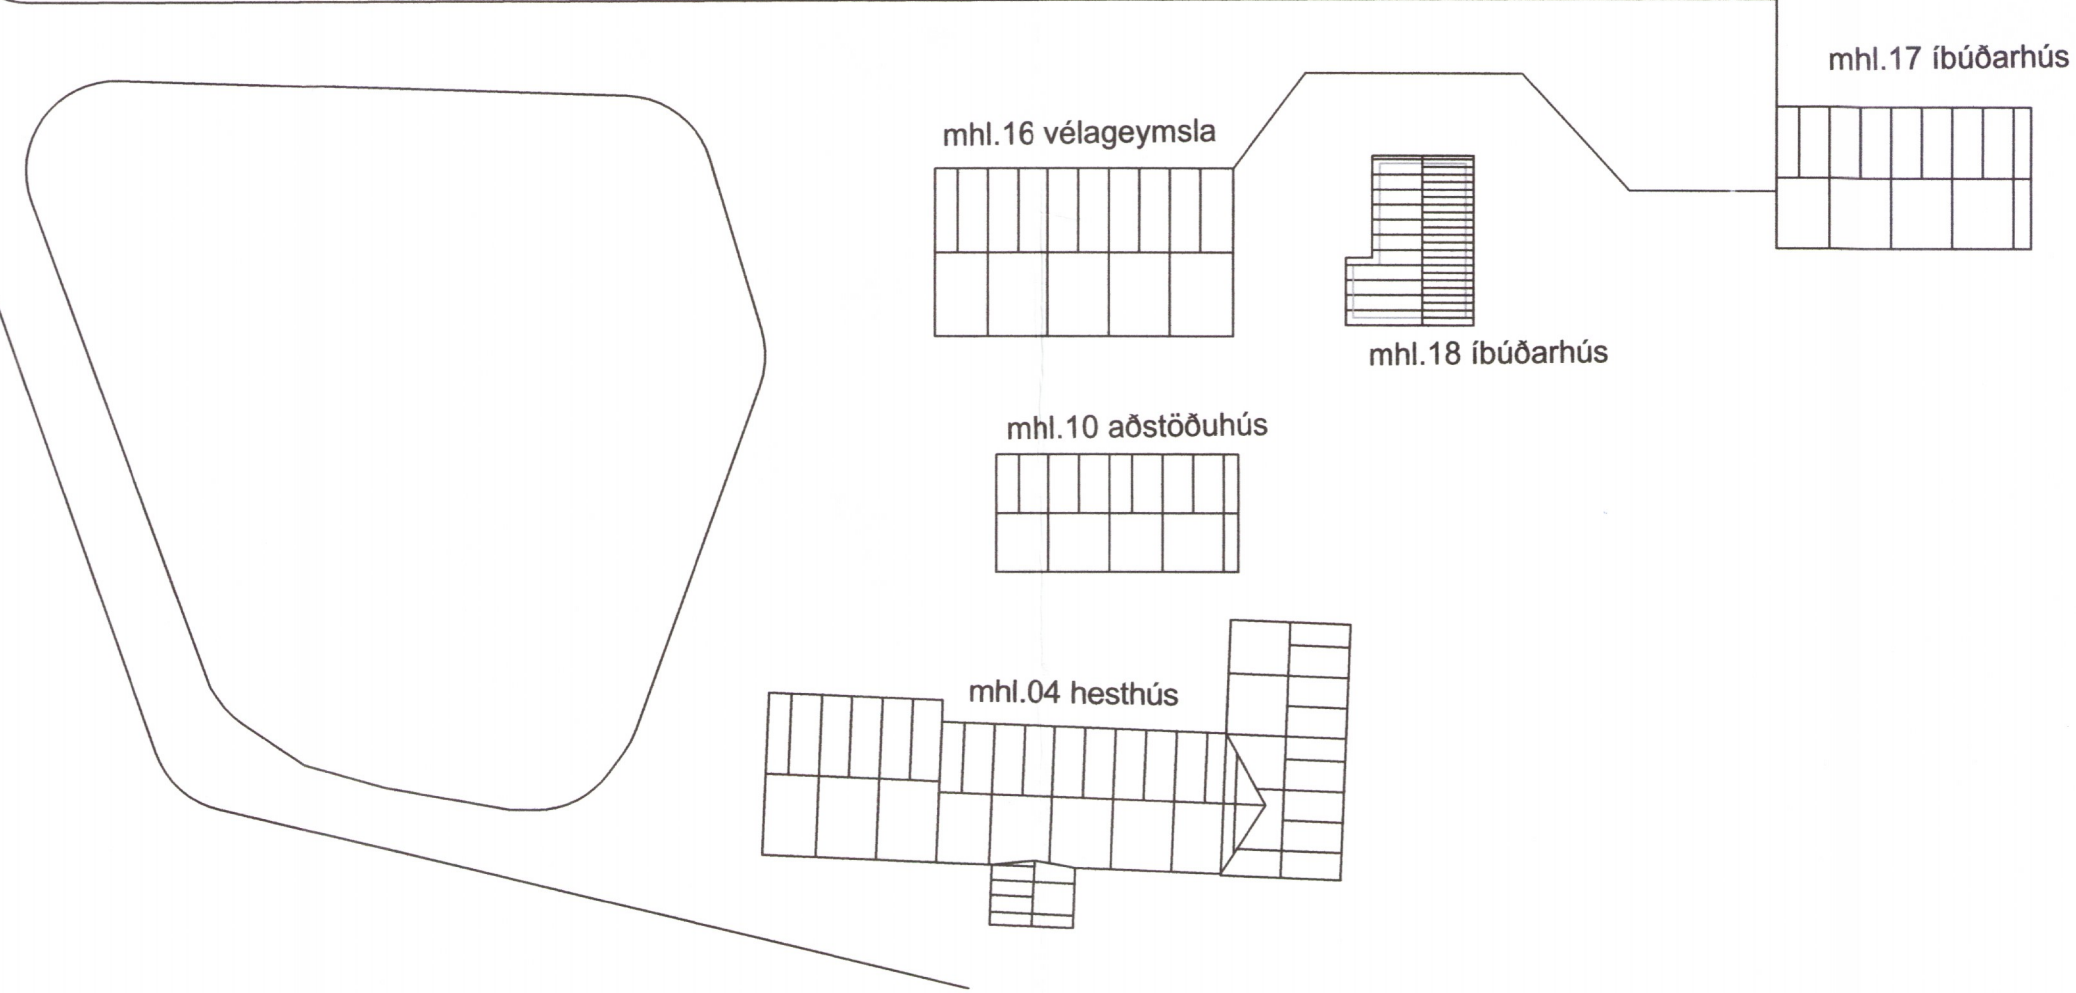 mhl.17 íbúðarhús
mhl.16 vélageymsla
mhl.18 íbúðarhús
mhl.10 aðstöðuhús
mhl.04 hesthús